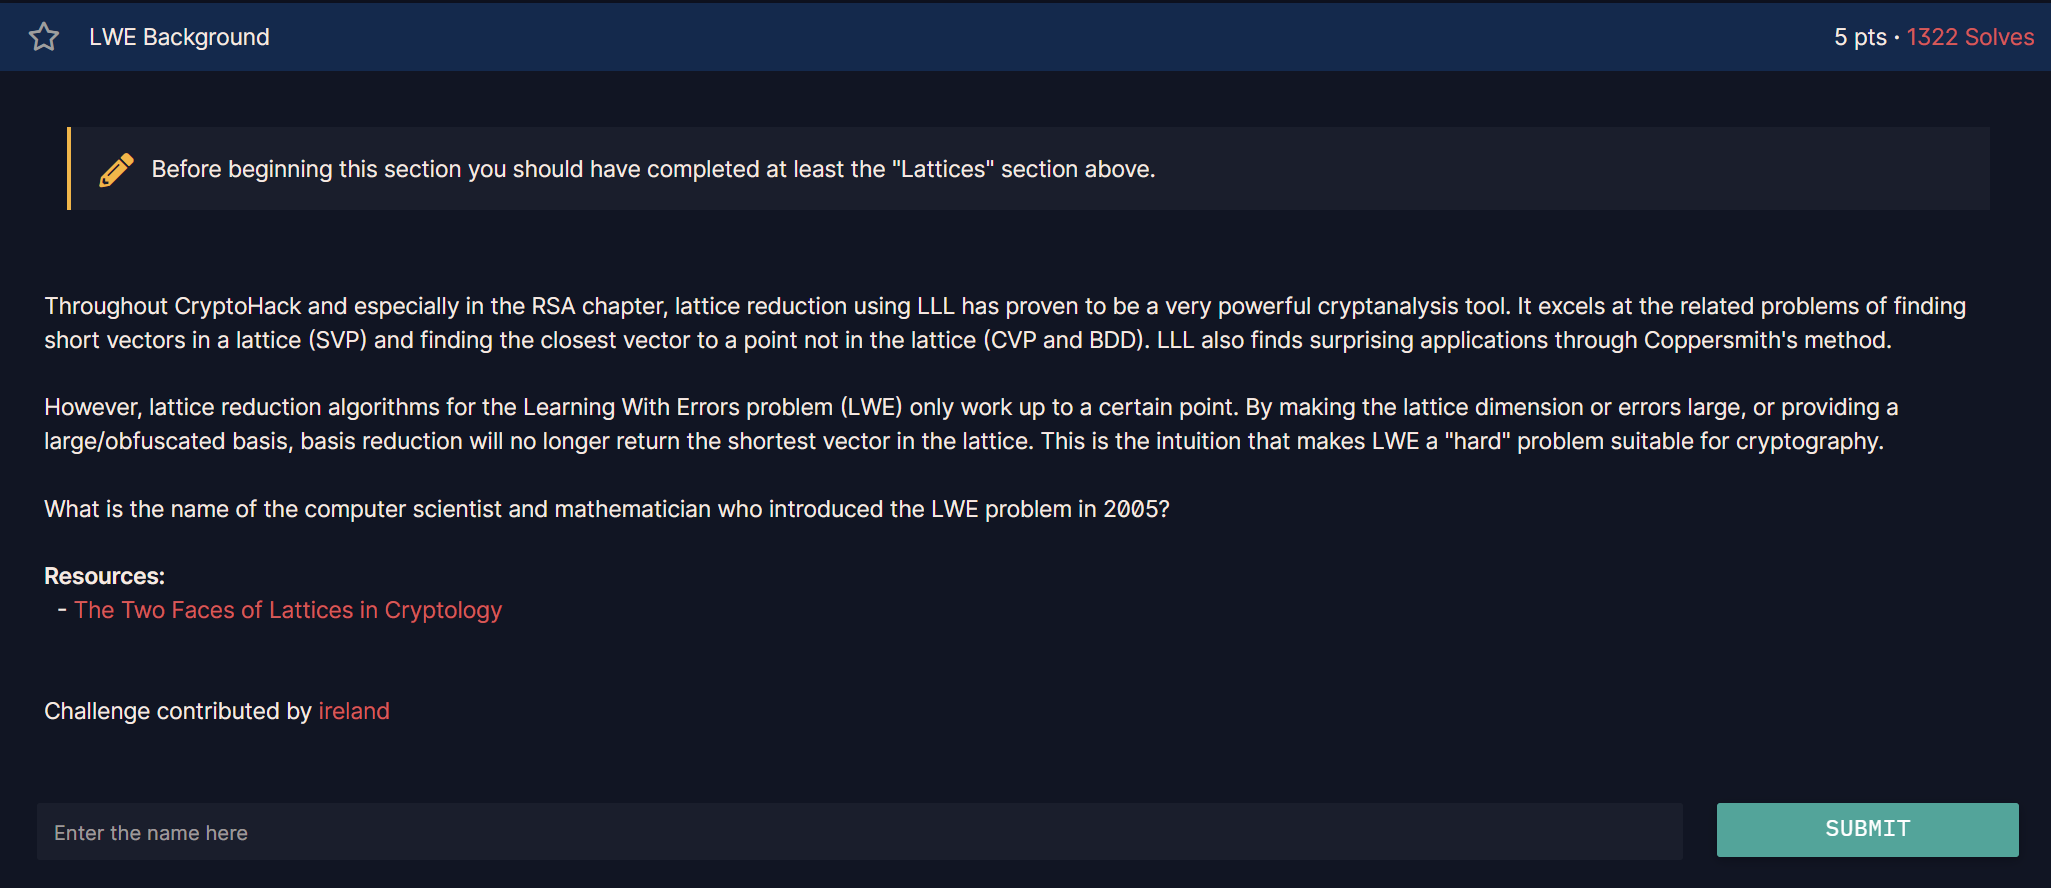 LWE Background
5 pts • 1322 Solves
Before beginning this section you should have completed at least the "Lattices" section above.
Throughout CryptoHack and especially in the RSA chapter, lattice reduction using LLL has proven to be a very powerful cryptanalysis tool. It excels at the related problems of finding
short vectors in a lattice (SVP) and finding the closest vector to a point not in the lattice (CVP and BDD). LLL also finds surprising applications through Coppersmith's method.
However, lattice reduction algorithms for the Learning With Errors problem (LWE) only work up to a certain point. By making the lattice dimension or errors large, or providing a
large/obfuscated basis, basis reduction will no longer return the shortest vector in the lattice. This is the intuition that makes LWE a "hard" problem suitable for cryptography.
What is the name of the computer scientist and mathematician who introduced the LWE problem in 2005?
Resources:
- The Two Faces of Lattices in Cryptology
Challenge contributed by ireland
Enter the name here
SUBMIT